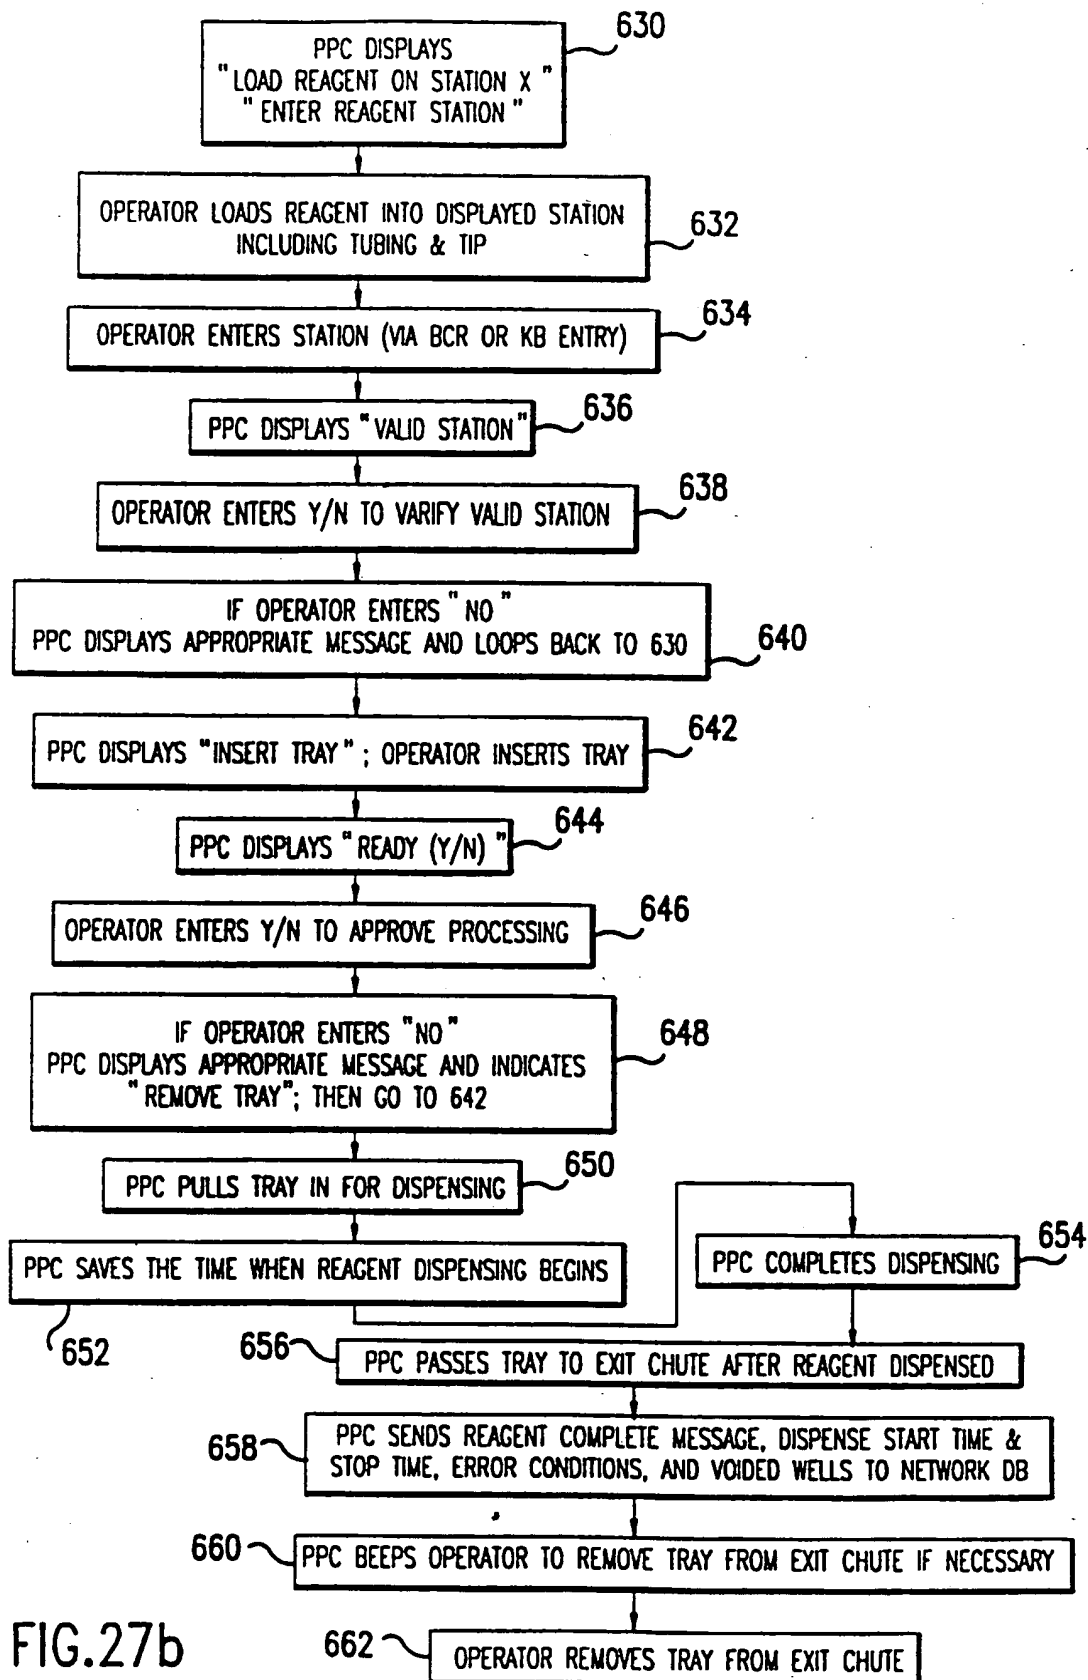 PPC DISPLAYS
"LOAD REAGENT ON STATION X"
"ENTER REAGENT STATION"
630
OPERATOR LOADS REAGENT INTO DISPLAYED STATION
INCLUDING TUBING & TIP
632
OPERATOR ENTERS STATION (VIA BCR OR KB ENTRY)
634
PPC DISPLAYS "VALID STATION"
636
OPERATOR ENTERS Y/N TO VARIFY VALID STATION
638
IF OPERATOR ENTERS "NO"
PPC DISPLAYS APPROPRIATE MESSAGE AND LOOPS BACK TO 630
640
PPC DISPLAYS "INSERT TRAY"; OPERATOR INSERTS TRAY
642
PPC DISPLAYS "READY (Y/N)"
644
OPERATOR ENTERS Y/N TO APPROVE PROCESSING
646
IF OPERATOR ENTERS "NO"
PPC DISPLAYS APPROPRIATE MESSAGE AND INDICATES
"REMOVE TRAY"; THEN GO TO 642
648
PPC PULLS TRAY IN FOR DISPENSING
650
PPC SAVES THE TIME WHEN REAGENT DISPENSING BEGINS
652
PPC COMPLETES DISPENSING
654
656
PPC PASSES TRAY TO EXIT CHUTE AFTER REAGENT DISPENSED
658
PPC SENDS REAGENT COMPLETE MESSAGE, DISPENSE START TIME &
STOP TIME, ERROR CONDITIONS, AND VOIDED WELLS TO NETWORK DB
660
PPC BEEPS OPERATOR TO REMOVE TRAY FROM EXIT CHUTE IF NECESSARY
662
OPERATOR REMOVES TRAY FROM EXIT CHUTE
FIG.27b